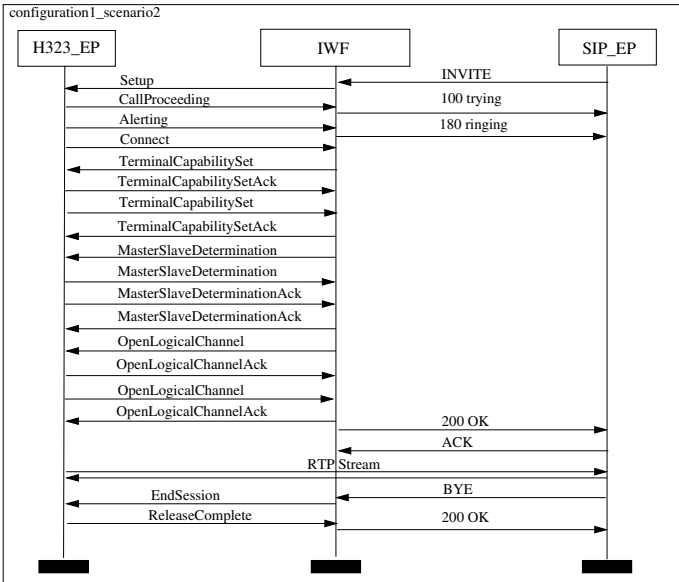 configuration1_scenario2
H323_EP
IWF
SIP_EP
INVITE
Setup
CallProceeding
100 trying
Alerting
180 ringing
Connect
TerminalCapabilitySet
TerminalCapabilitySetAck
TerminalCapabilitySet
TerminalCapabilitySetAck
MasterSlaveDetermination
MasterSlaveDetermination
MasterSlaveDeterminationAck
MasterSlaveDeterminationAck
OpenLogicalChannel
OpenLogicalChannelAck
OpenLogicalChannel
OpenLogicalChannelAck
200 OK
ACK
RTP Stream
BYE
EndSession
ReleaseComplete
200 OK